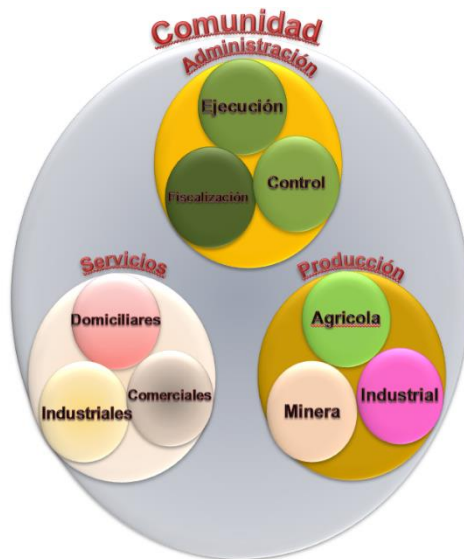 Comunidad
Administración
Ejecución
Fiscalización
Control
Servicios
Domiciliares
Industriales
Comerciales
Producción
Agricola
Minera
Industrial